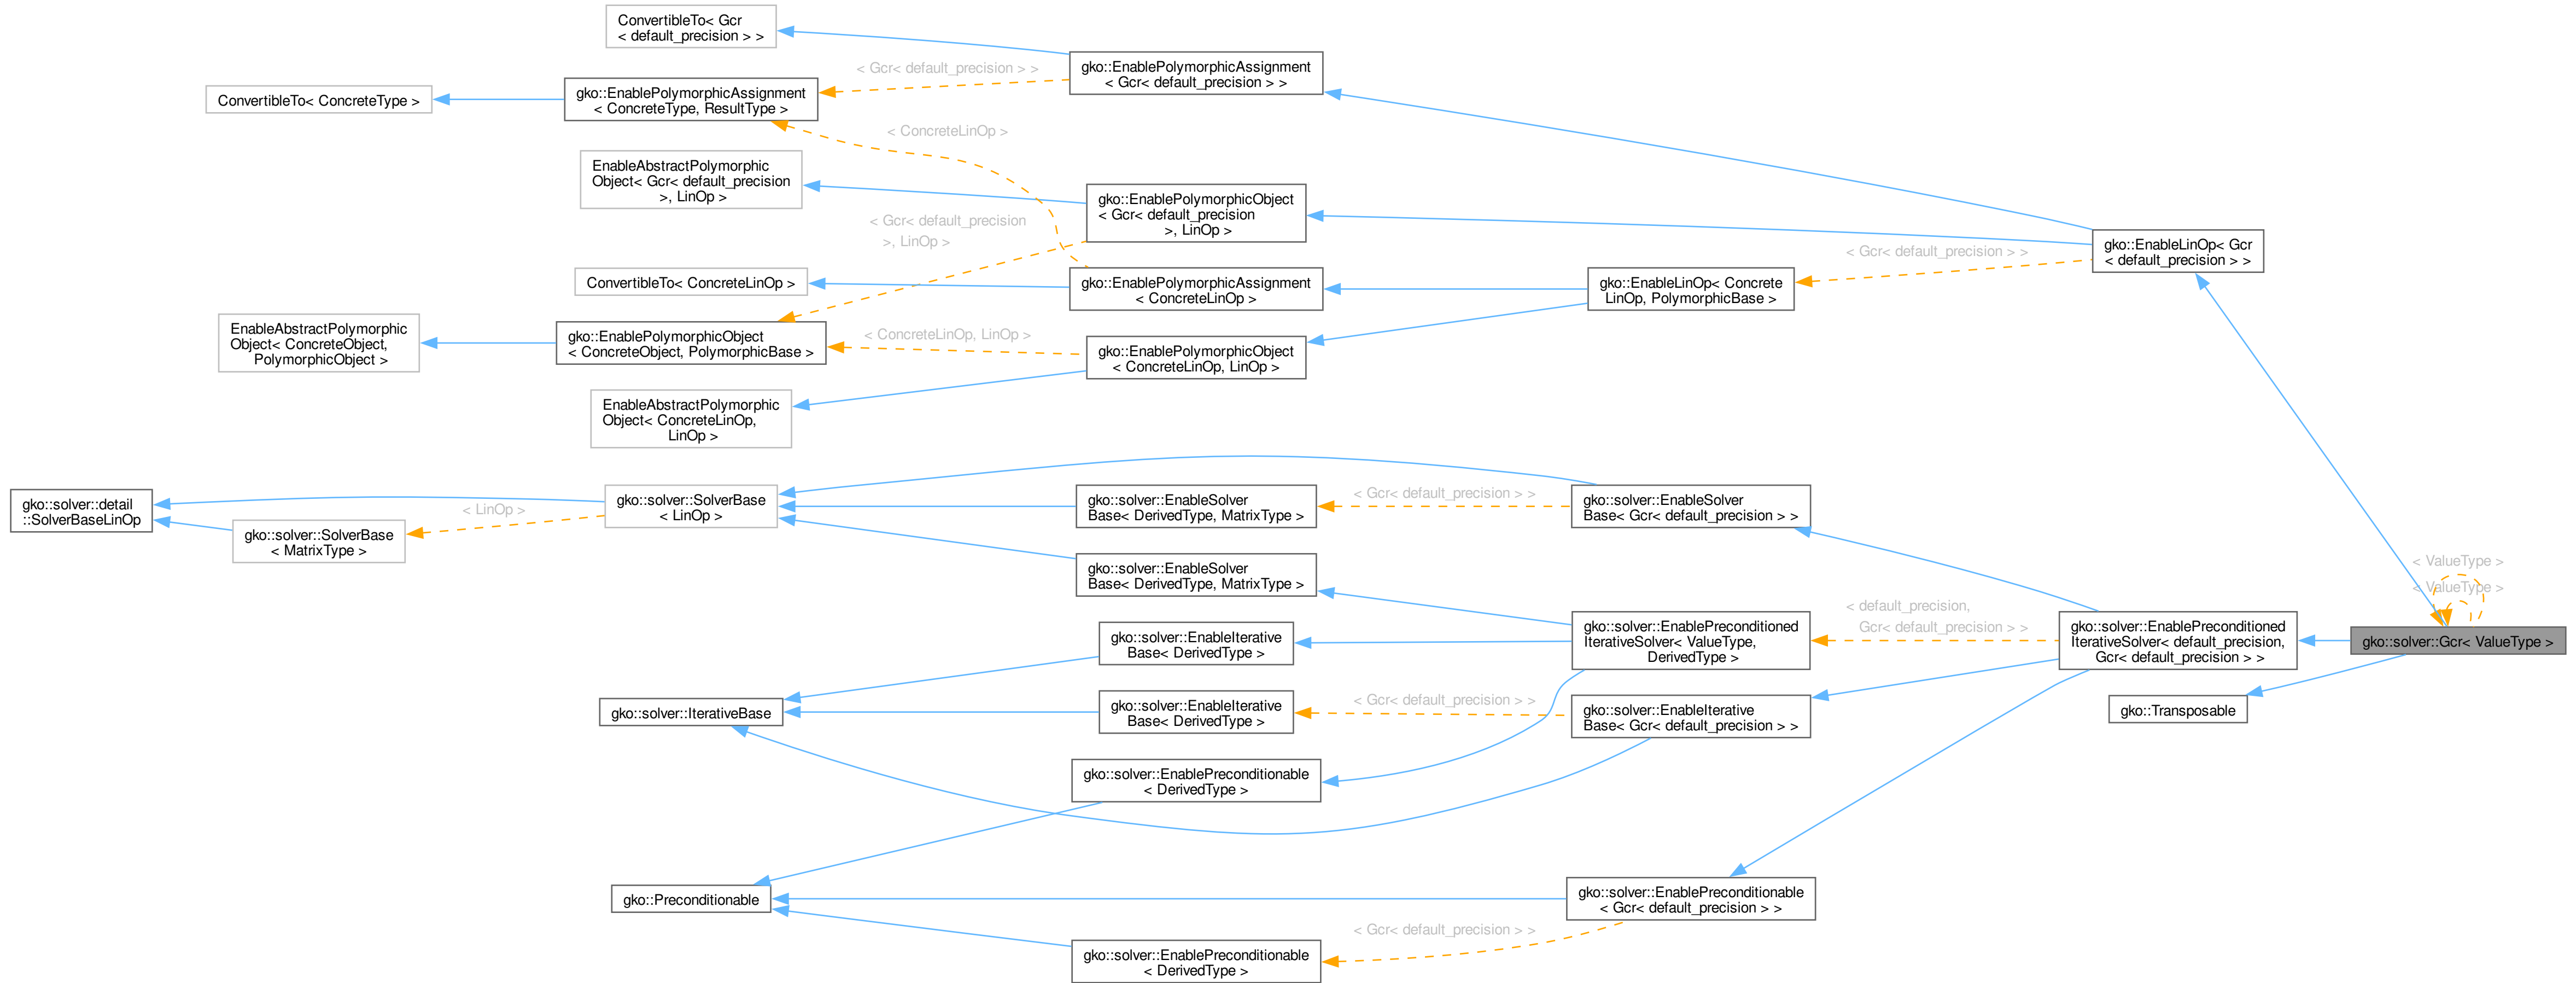 ConvertibleTo< Gcr
< default_precision > >
gko::EnablePolymorphicAssignment
< Gcr< default_precision > >
< Gcr< default_precision > >
ConvertibleTo< ConcreteType >
gko::EnablePolymorphicAssignment
< ConcreteType, ResultType >
< ConcreteLinOp >
EnableAbstractPolymorphic
Object< Gcr< default_precision
>, LinOp >
gko::EnablePolymorphicObject
< Gcr< default_precision
>, LinOp >
< Gcr< default_precision
>, LinOp >
gko::EnableLinOp< Gcr
< default_precision > >
< Gcr< default_precision > >
ConvertibleTo< ConcreteLinOp >
gko::EnablePolymorphicAssignment
< ConcreteLinOp >
gko::EnableLinOp< Concrete
LinOp, PolymorphicBase >
EnableAbstractPolymorphic
Object< ConcreteObject,
PolymorphicObject >
gko::EnablePolymorphicObject
< ConcreteObject, PolymorphicBase >
< ConcreteLinOp, LinOp >
gko::EnablePolymorphicObject
< ConcreteLinOp, LinOp >
EnableAbstractPolymorphic
Object< ConcreteLinOp,
LinOp >
gko::solver::detail
::SolverBaseLinOp
< LinOp >
gko::solver::SolverBase
< MatrixType >
gko::solver::SolverBase
< LinOp >
gko::solver::EnableSolver
Base< DerivedType, MatrixType >
< Gcr< default_precision > >
gko::solver::EnableSolver
Base< Gcr< default_precision > >
gko::solver::EnableSolver
Base< DerivedType, MatrixType >
< ValueType >
< ValueType >
gko::solver::EnableIterative
Base< DerivedType >
gko::solver::EnablePreconditioned
IterativeSolver< ValueType,
DerivedType >
< default_precision,
Gcr< default_precision > >
gko::solver::EnablePreconditioned
IterativeSolver< default_precision,
Gcr< default_precision > >
gko::solver::Gcr< ValueType >
gko::solver::IterativeBase
gko::solver::EnableIterative
Base< DerivedType >
< Gcr< default_precision > >
gko::solver::EnableIterative
Base< Gcr< default_precision > >
gko::Transposable
gko::solver::EnablePreconditionable
< DerivedType >
gko::Preconditionable
gko::solver::EnablePreconditionable
< Gcr< default_precision > >
< Gcr< default_precision > >
gko::solver::EnablePreconditionable
< DerivedType >